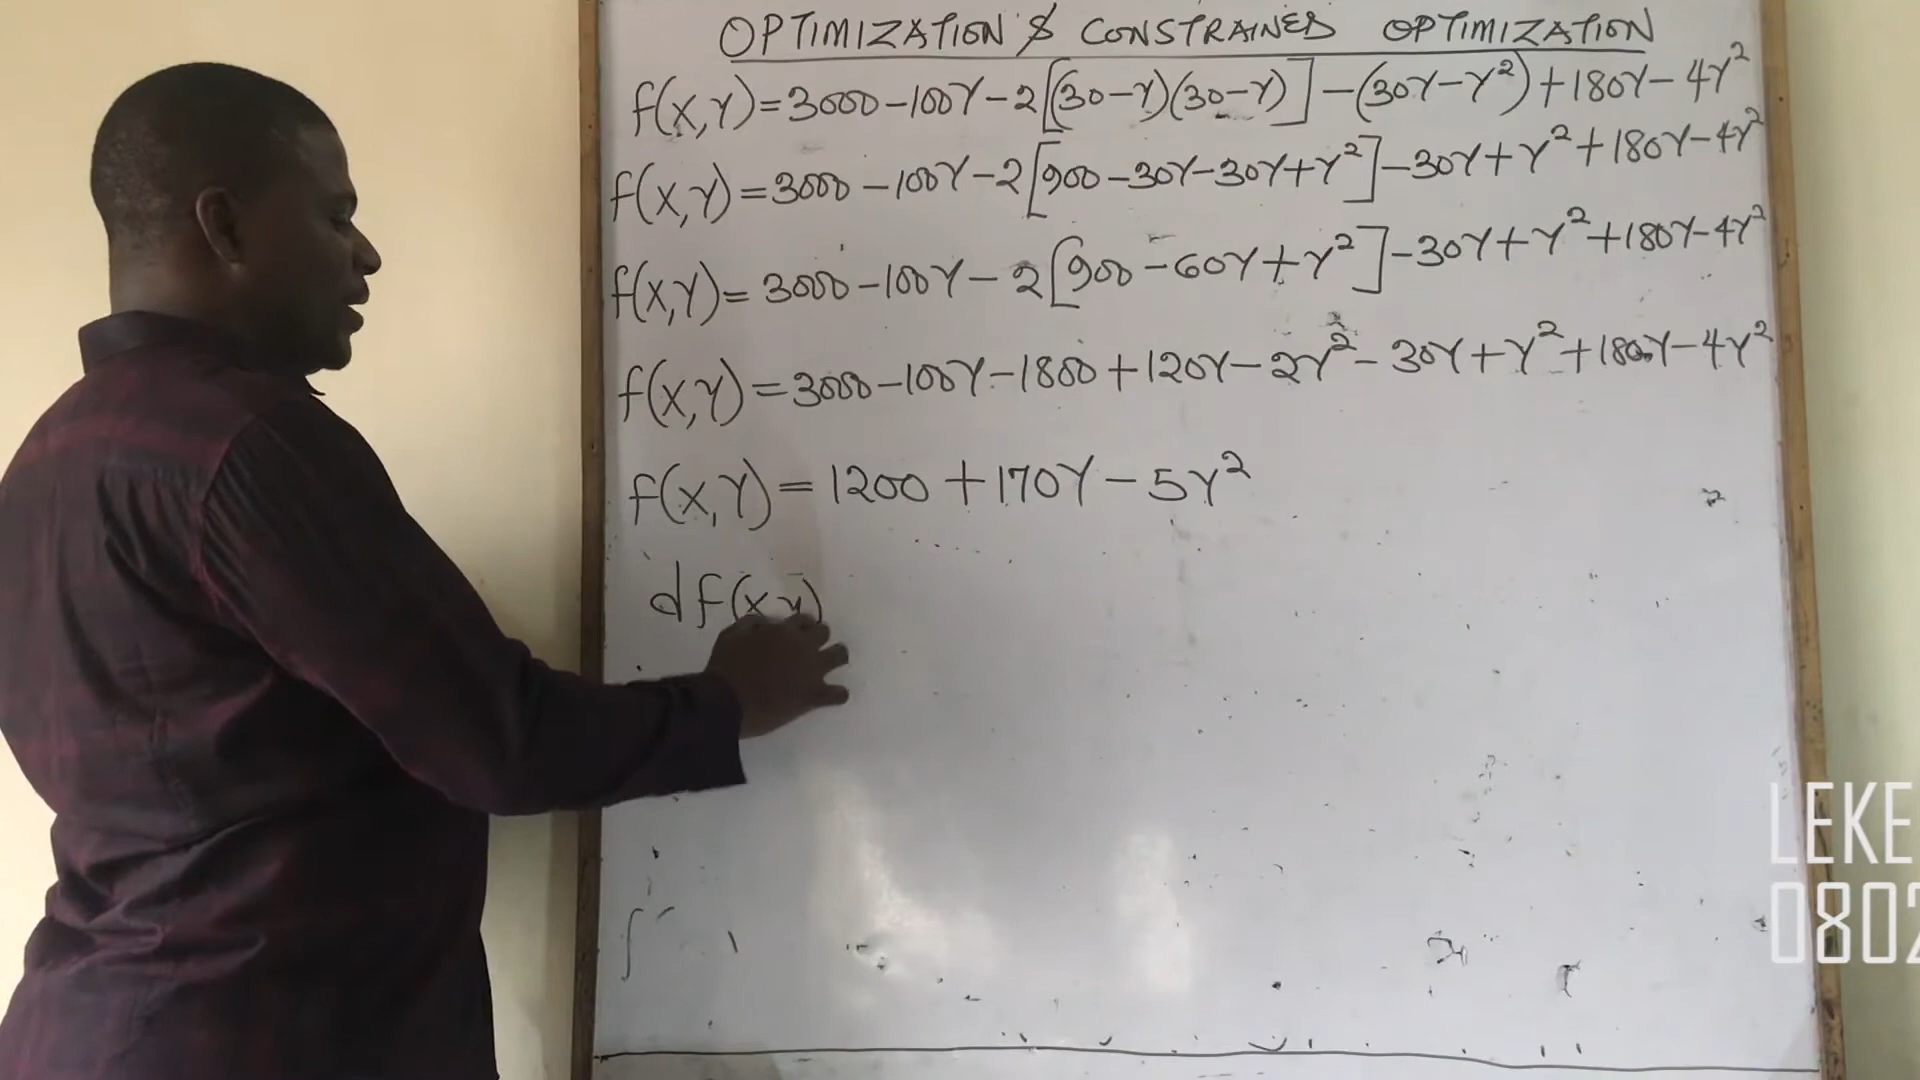 OPTIMIZATION & CONSTRAINED OPTIMIZATION
f(X,Y)=3000-100Y-2[(30-Y)(30-Y)]-(30Y-Y²)+180Y-4Y²
f(X,Y)=3000-100Y-2[900-30Y-30Y+Y²]-30Y+Y²+180Y-4Y²
f(X,Y)=3000-100Y-2[900-60Y+Y²]-30Y+Y²+180Y-4Y²
f(X,Y)=3000-100Y-1800+120Y-2Y²-30Y+Y²+180Y-4Y²
f(X,Y)=1200+170Y-5Y²
df(X,Y)
LEKE
0802